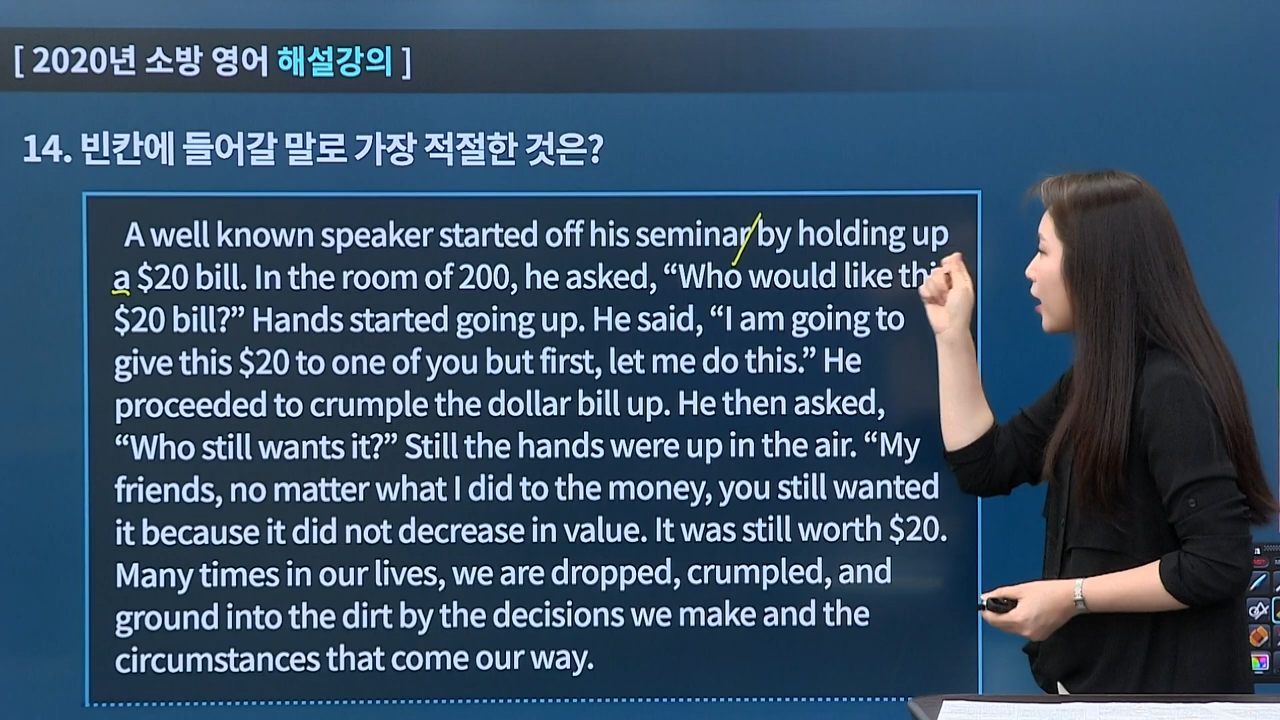 [ 2020년 소방 영어 해설강의 ]
14. 빈칸에 들어갈 말로 가장 적절한 것은?
A well known speaker started off his seminar by holding up
a $20 bill. In the room of 200, he asked, “Who would like thi
$20 bill?” Hands started going up. He said, “I am going to
give this $20 to one of you but first, let me do this.” He
proceeded to crumple the dollar bill up. He then asked,
“Who still wants it?” Still the hands were up in the air. “My
friends, no matter what I did to the money, you still wanted
it because it did not decrease in value. It was still worth $20.
Many times in our lives, we are dropped, crumpled, and
ground into the dirt by the decisions we make and the
circumstances that come our way.